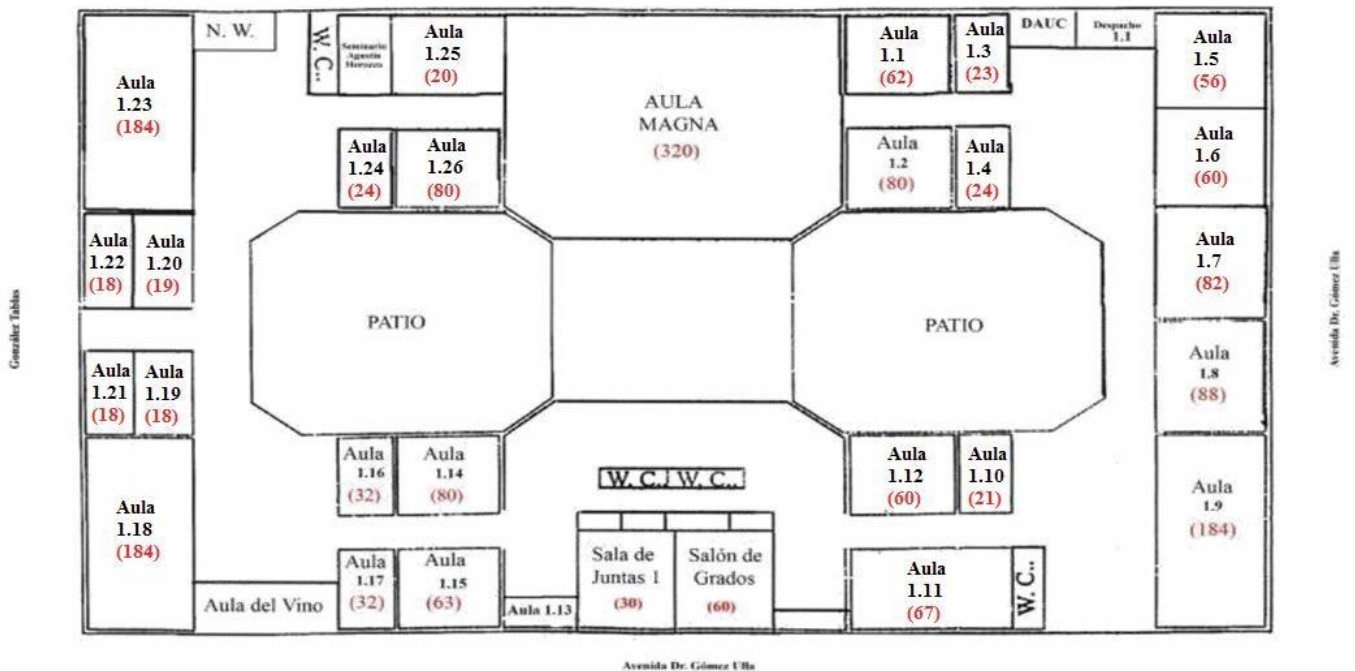 N. W.
W. C..
Seminario
Agustín
Horozco
Aula
1.25
(20)
AULA
MAGNA
(320)
Aula
1.1
(62)
Aula
1.3
(23)
DAUC
Despacho
1.1
Aula
1.5
(56)
Aula
1.23
(184)
Aula
1.24
(24)
Aula
1.26
(80)
Aula
1.2
(80)
Aula
1.4
(24)
Aula
1.6
(60)
Aula
1.22
(18)
Aula
1.20
(19)
Aula
1.7
(82)
González Tablas
PATIO
PATIO
Avenida Dr. Gómez Ulla
Aula
1.21
(18)
Aula
1.19
(18)
Aula
1.8
(88)
Aula
1.16
(32)
Aula
1.14
(80)
W. C.. W. C..
Aula
1.12
(60)
Aula
1.10
(21)
Aula
1.9
(184)
Aula
1.18
(184)
Aula del Vino
Aula
1.17
(32)
Aula
1.15
(63)
Aula 1.13
Sala de
Juntas 1
(30)
Salón de
Grados
(60)
Aula
1.11
(67)
W. C..
Avenida Dr. Gómez Ulla